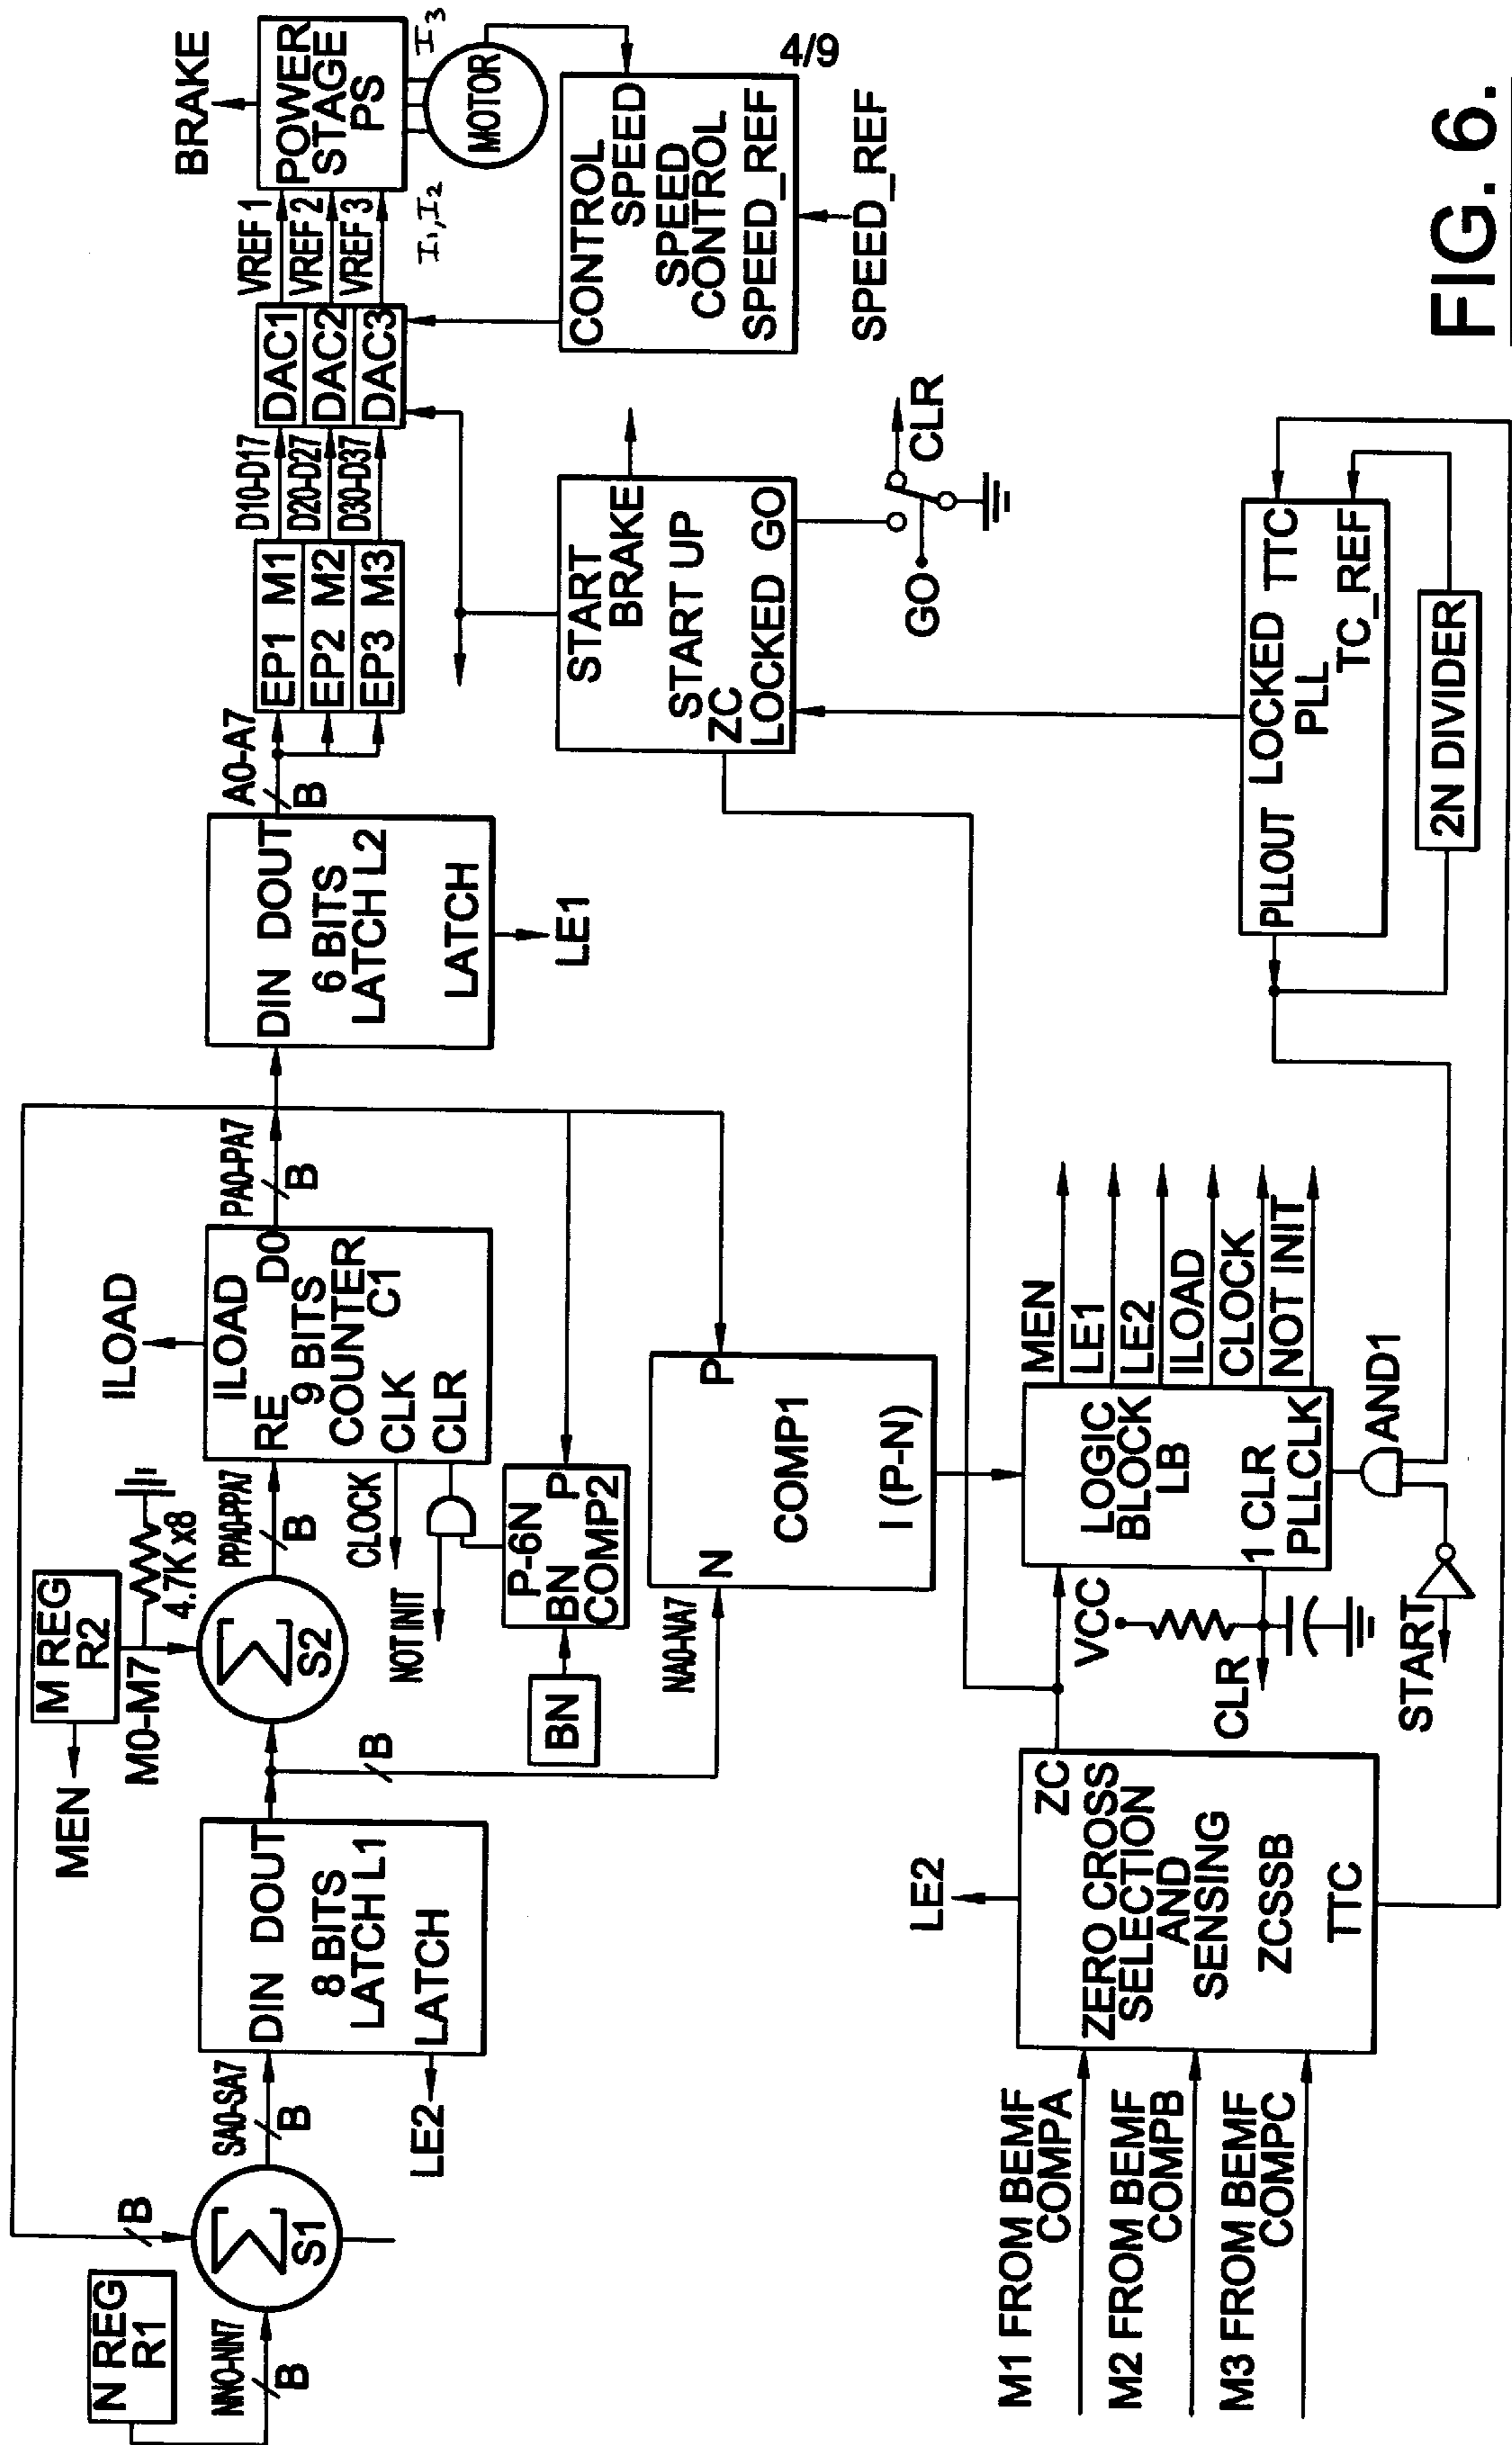 N REG
R1
NN0-NN7
B
B
Σ
S1
SA0-SA7
B
DIN DOUT
8 BITS
LATCH L1
LATCH
LE2
MEN
M REG
R2
M0-M7
4.7K x8
Σ
S2
B
PPA0-PPA7
B
ILOAD
ILOAD
RE D0
9 BITS
COUNTER
C1
CLK
CLR
CLOCK
NOT INIT
P-6N P
BN
COMP2
BN
PA0-PA7
B
NA0-NA7
N P
COMP1
I (P-N)
DIN DOUT
6 BITS
LATCH L2
LATCH
LE1
A0-A7
B
EP1 M1
EP2 M2
EP3 M3
D10-D17
D20-D27
D30-D37
DAC1
DAC2
DAC3
VREF 1
VREF 2
VREF 3
BRAKE
POWER
STAGE
PS
I1,I2
I3
MOTOR
CONTROL
SPEED
SPEED
CONTROL
SPEED_REF
SPEED_REF
4/9
START
BRAKE
START UP
ZC
LOCKED GO
GO
CLR
M1 FROM BEMF
COMPA
M2 FROM BEMF
COMPB
M3 FROM BEMF
COMPC
LE2
ZC
ZERO CROSS
SELECTION
AND
SENSING
ZCSSB
TTC
VCC
CLR
START
LOGIC
BLOCK
LB
1 CLR
PLLCLK
AND1
MEN
LE1
LE2
ILOAD
CLOCK
NOT INIT
PLLOUT LOCKED TTC
PLL
TC_REF
2N DIVIDER
FIG. 6.